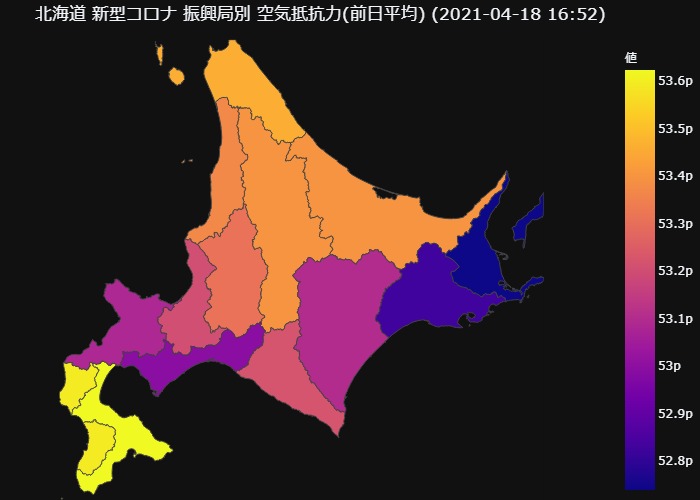 北海道 新型コロナ 振興局別 空気抵抗力(前日平均) (2021-04-18 16:52)
値
53.6p
53.5p
53.4p
53.3p
53.2p
53.1p
53p
52.9p
52.8p